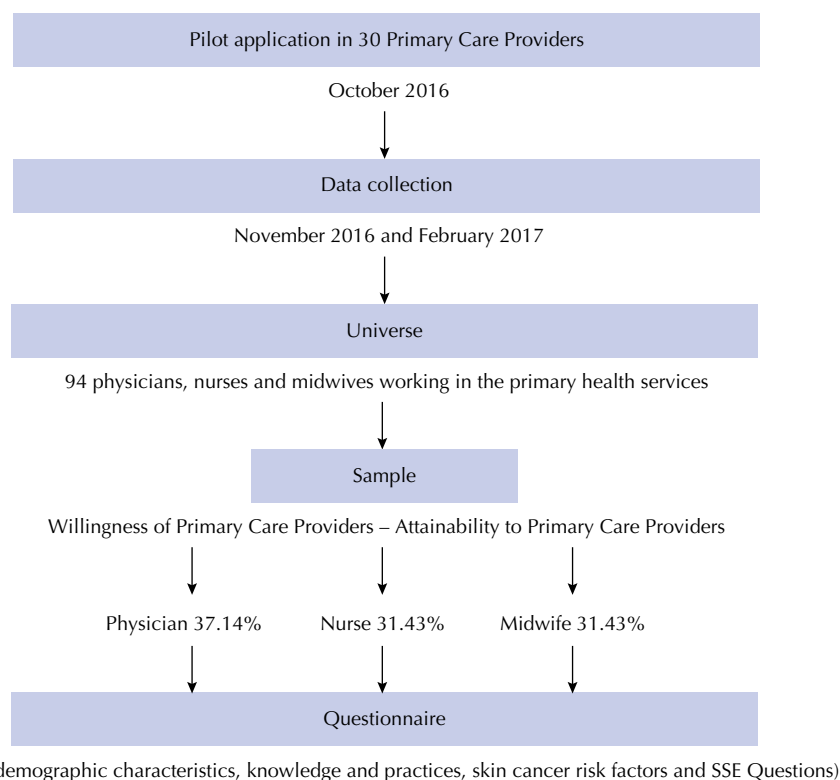 Pilot application in 30 Primary Care Providers
October 2016
Data collection
November 2016 and February 2017
Universe
94 physicians, nurses and midwives working in the primary health services
Sample
Willingness of Primary Care Providers – Attainability to Primary Care Providers
Physician 37.14% Nurse 31.43% Midwife 31.43%
Questionnaire
demographic characteristics, knowledge and practices, skin cancer risk factors and SSE Questions)